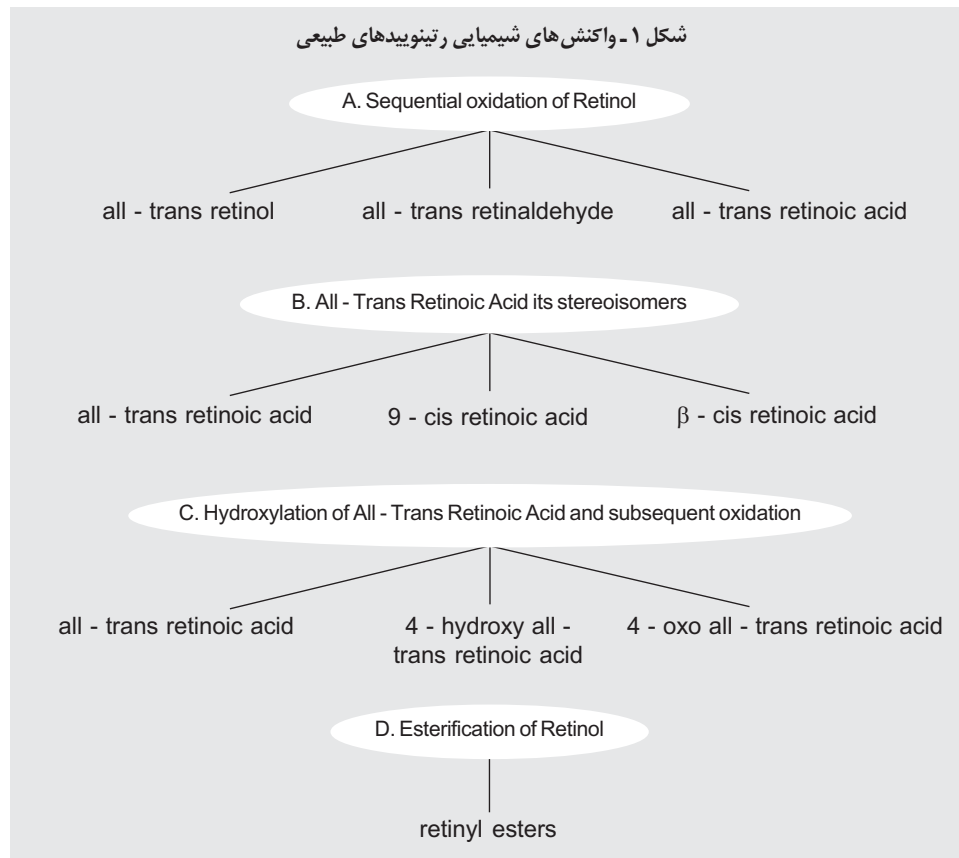 شکل ۱ ـ واکنش‌های شیمیایی رتینوییدهای طبیعی
A. Sequential oxidation of Retinol
all - trans retinol
all - trans retinaldehyde
all - trans retinoic acid
B. All - Trans Retinoic Acid its stereoisomers
all - trans retinoic acid
9 - cis retinoic acid
β - cis retinoic acid
C. Hydroxylation of All - Trans Retinoic Acid and subsequent oxidation
all - trans retinoic acid
4 - hydroxy all -
trans retinoic acid
4 - oxo all - trans retinoic acid
D. Esterification of Retinol
retinyl esters